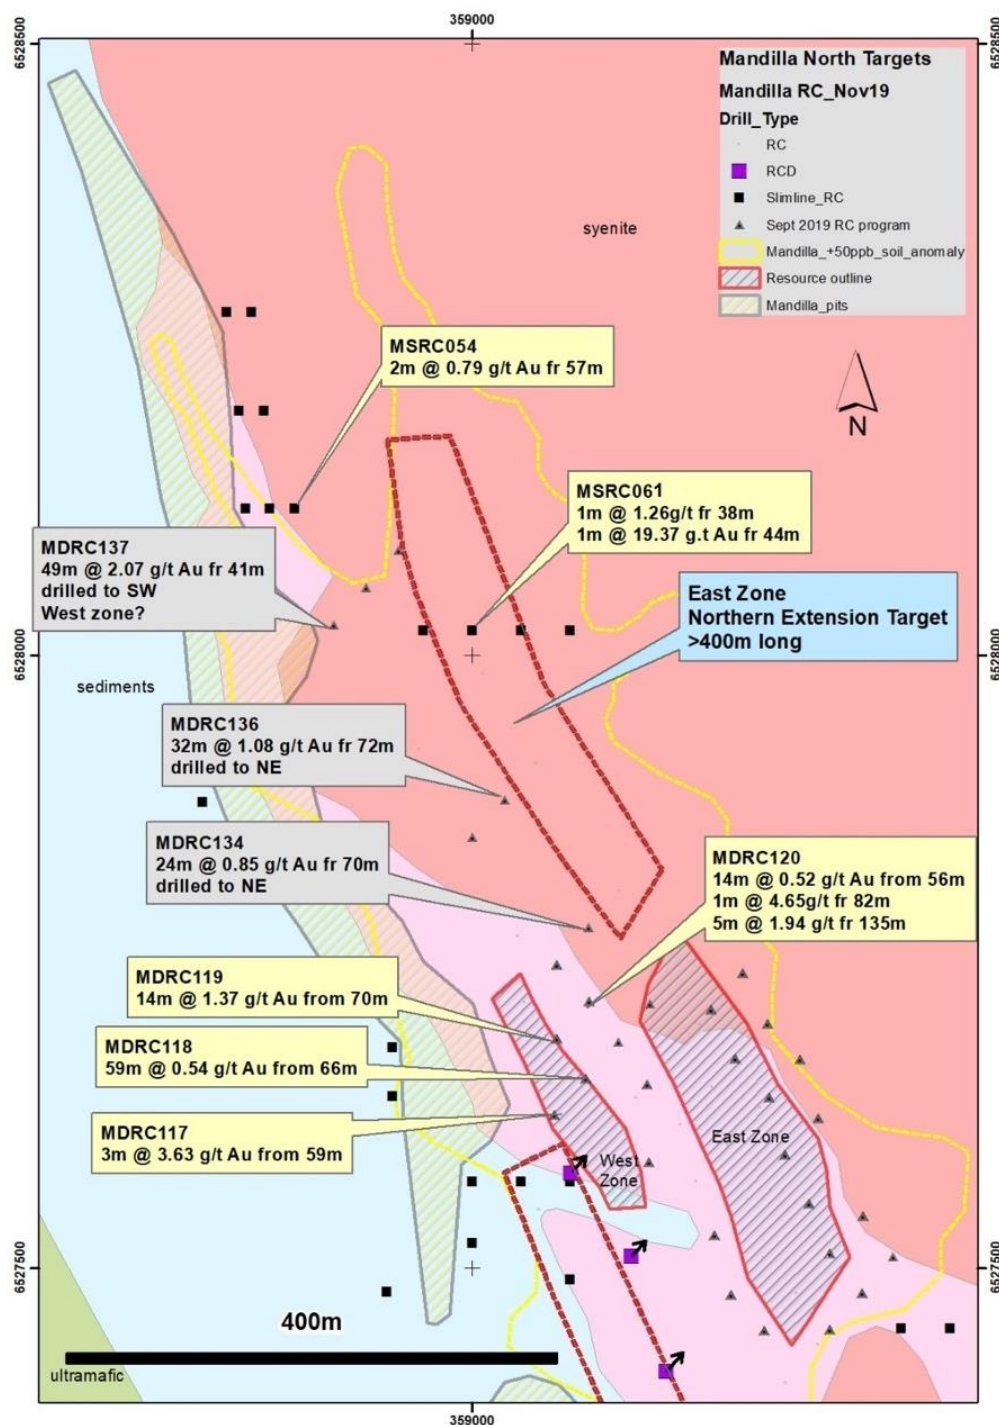 359000
6528500
6528500
Mandilla North Targets
Mandilla RC_Nov19
Drill_Type
RC
RCD
Slimline_RC
Sept 2019 RC program
Mandilla_+50ppb_soil_anomaly
Resource outline
Mandilla_pits
syenite
N
MSRC054
2m @ 0.79 g/t Au fr 57m
MSRC061
1m @ 1.26g/t fr 38m
1m @ 19.37 g.t Au fr 44m
MDRC137
49m @ 2.07 g/t Au fr 41m
drilled to SW
West zone?
East Zone
Northern Extension Target
>400m long
6528000
6528000
sediments
MDRC136
32m @ 1.08 g/t Au fr 72m
drilled to NE
MDRC134
24m @ 0.85 g/t Au fr 70m
drilled to NE
MDRC120
14m @ 0.52 g/t Au from 56m
1m @ 4.65g/t fr 82m
5m @ 1.94 g/t fr 135m
MDRC119
14m @ 1.37 g/t Au from 70m
MDRC118
59m @ 0.54 g/t Au from 66m
MDRC117
3m @ 3.63 g/t Au from 59m
East Zone
West
Zone
6527500
6527500
400m
ultramafic
359000